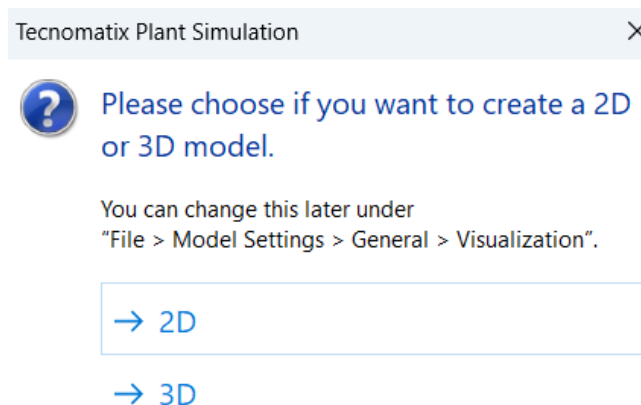 Tecnomatix Plant Simulation
Please choose if you want to create a 2D
or 3D model.
You can change this later under
“File > Model Settings > General > Visualization”.
→ 2D
→ 3D